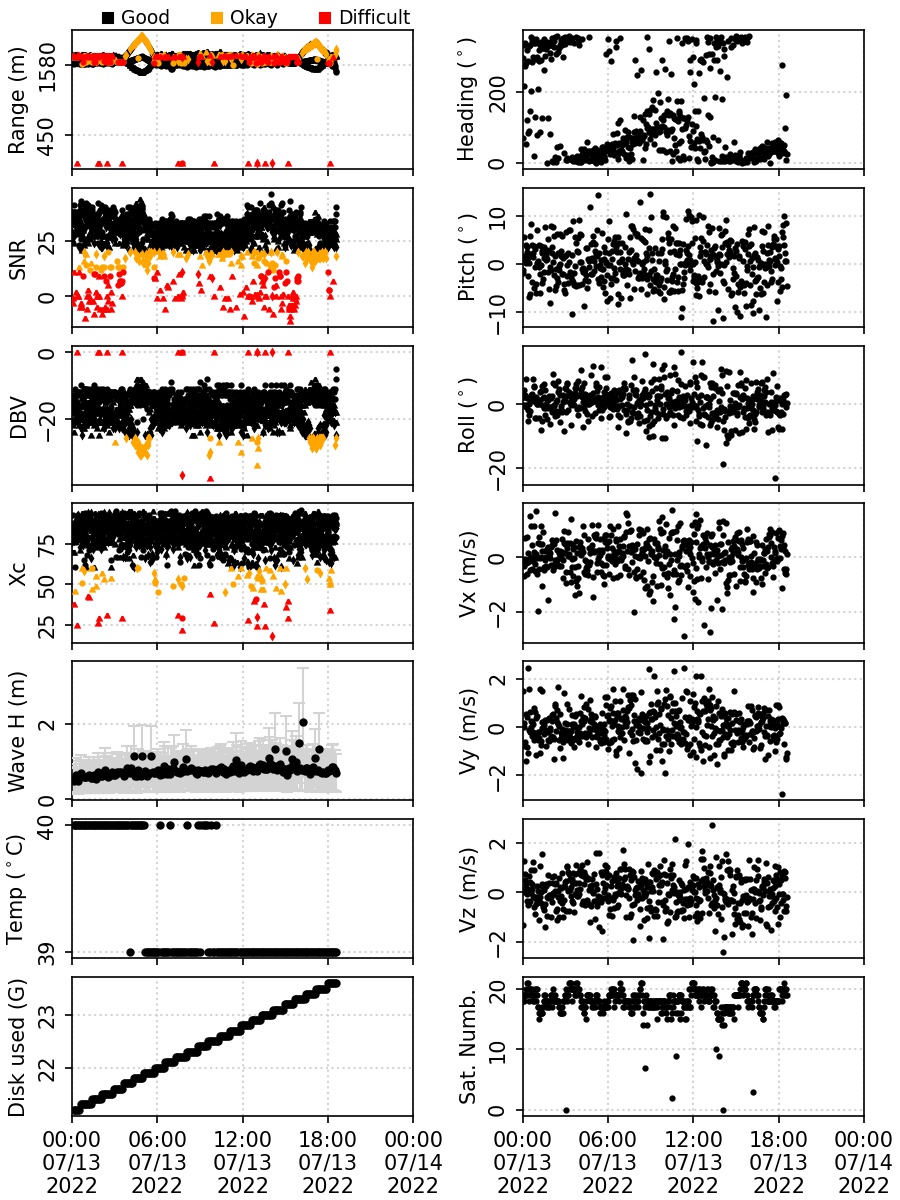 Good Okay Difficult
Range (m)
1580
450
Heading (°)
200
0
SNR
25
0
Pitch (°)
10
0
−10
DBV
0
−20
Roll (°)
0
−20
Xc
75
50
25
Vx (m/s)
0
−2
Wave H (m)
2
0
Vy (m/s)
2
0
−2
Temp (°C)
40
39
Vz (m/s)
2
0
−2
Disk used (G)
23
22
Sat. Numb.
20
10
0
00:00 06:00 12:00 18:00 00:00
07/13 07/13 07/13 07/13 07/14
2022 2022 2022 2022 2022
00:00 06:00 12:00 18:00 00:00
07/13 07/13 07/13 07/13 07/14
2022 2022 2022 2022 2022